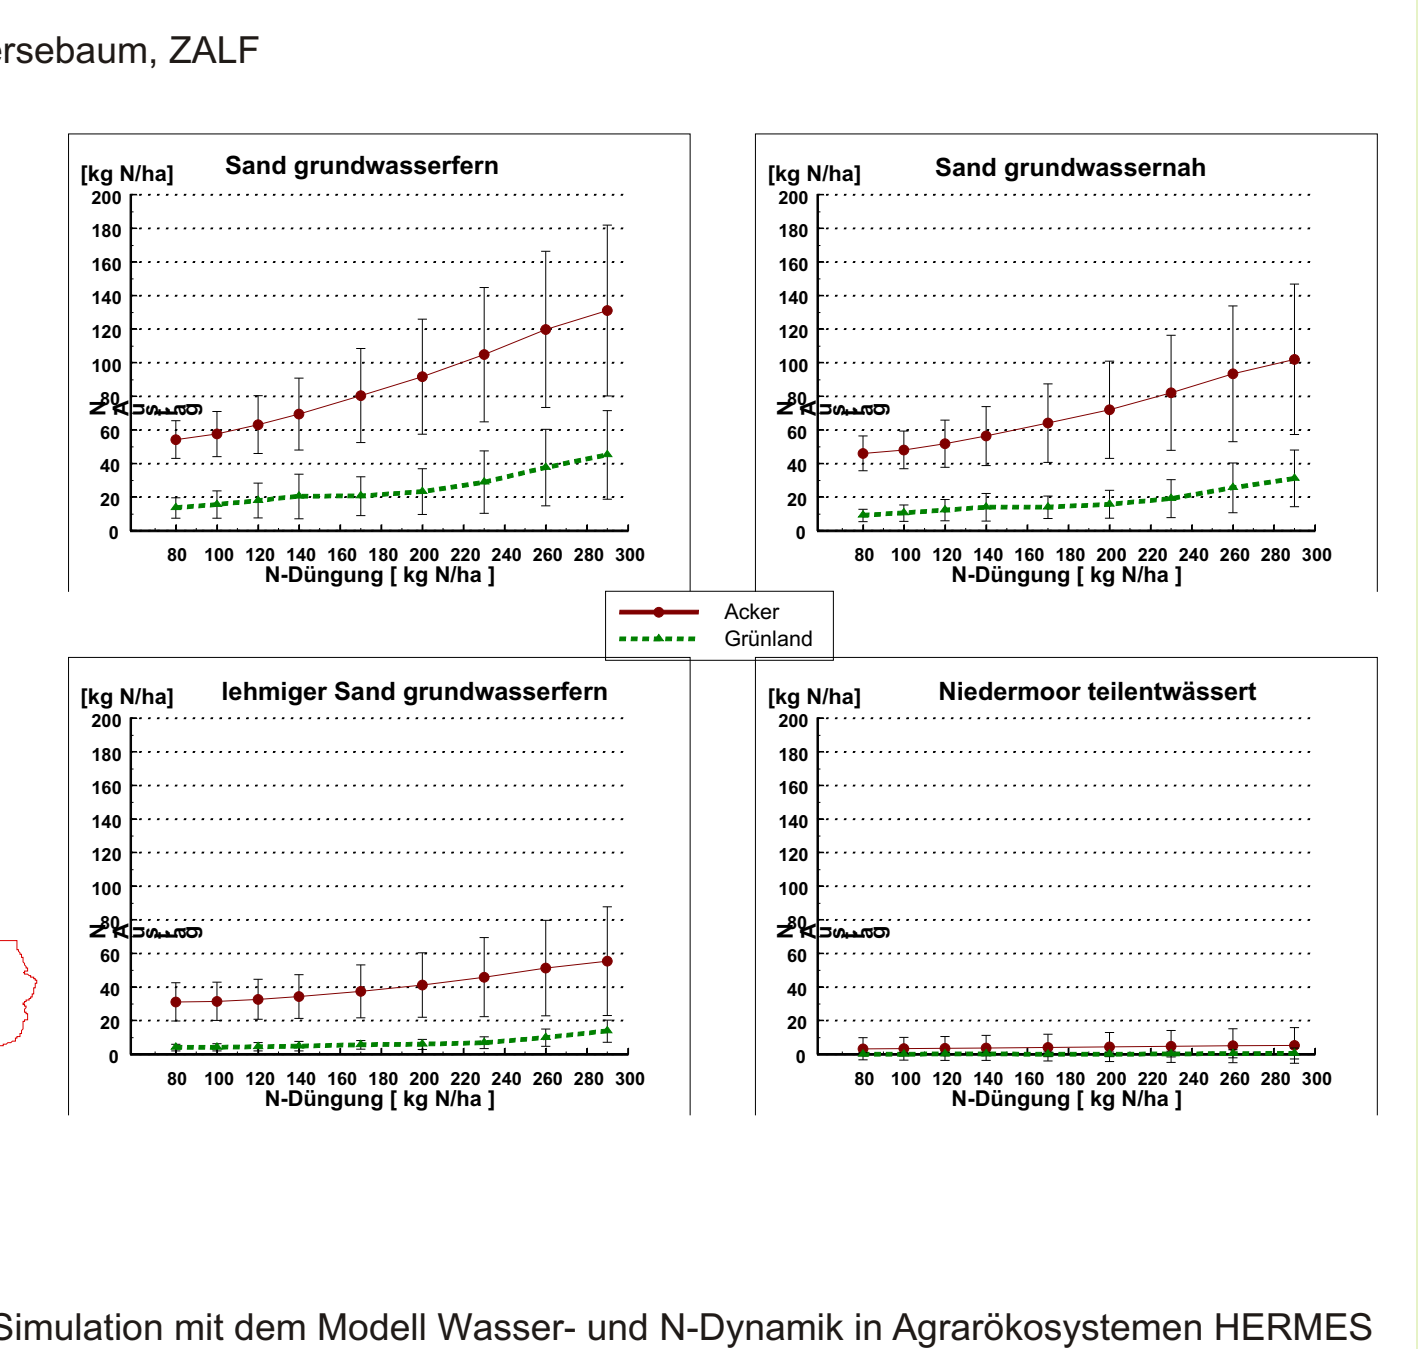 ersebaum, ZALF
Sand grundwasserfern
[kg N/ha]
200
180
160
140
120
100
80
60
40
20
0
N Austrag
80 100 120 140 160 180 200 220 240 260 280 300
N-Düngung [ kg N/ha ]
Sand grundwassernah
[kg N/ha]
200
180
160
140
120
100
80
60
40
20
0
N Austrag
80 100 120 140 160 180 200 220 240 260 280 300
N-Düngung [ kg N/ha ]
Acker
Grünland
lehmiger Sand grundwasserfern
[kg N/ha]
200
180
160
140
120
100
80
60
40
20
0
N Austrag
80 100 120 140 160 180 200 220 240 260 280 300
N-Düngung [ kg N/ha ]
Niedermoor teilentwässert
[kg N/ha]
200
180
160
140
120
100
80
60
40
20
0
N Austrag
80 100 120 140 160 180 200 220 240 260 280 300
N-Düngung [ kg N/ha ]
Simulation mit dem Modell Wasser- und N-Dynamik in Agrarökosystemen HERMES